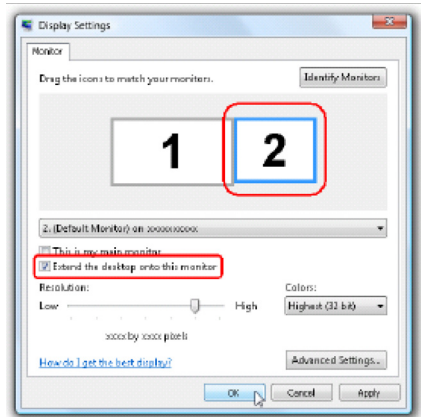 Display Settings
Monitor
Drag the icons to match your monitors.
Identify Monitors
1
2
2. (Default Monitor) on xxxxxxxxxxx
This is my main monitor
Extend the desktop onto this monitor
Resolution:
Colors:
Low
High
Highest (32 bit)
xxxx by xxxx pixels
How do I get the best display?
Advanced Settings...
OK
Cancel
Apply